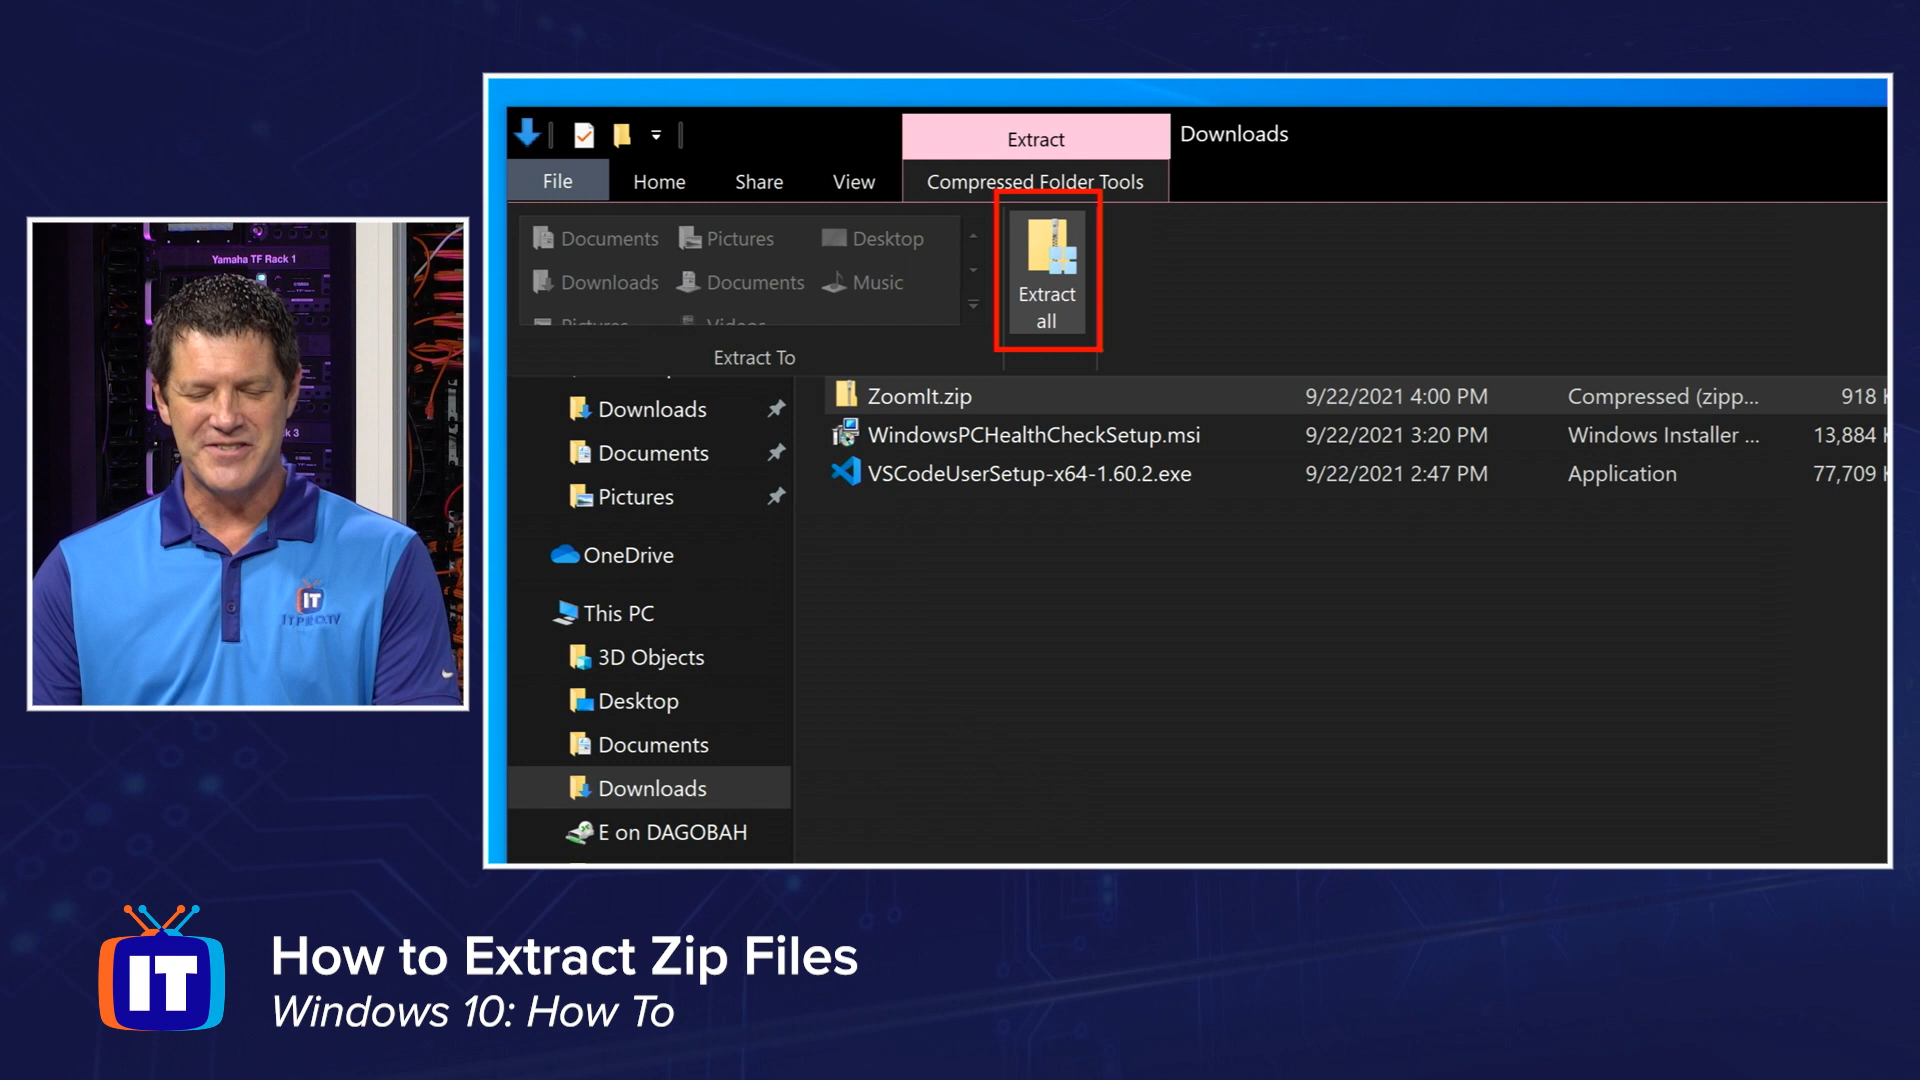 Extract
Downloads
File
Home
Share
View
Compressed Folder Tools
Documents
Pictures
Desktop
Downloads
Documents
Music
Pictures
Videos
Extract
all
Extract To
Downloads
Documents
Pictures
OneDrive
This PC
3D Objects
Desktop
Documents
Downloads
E on DAGOBAH
ZoomIt.zip 9/22/2021 4:00 PM Compressed (zipp... 918
WindowsPCHealthCheckSetup.msi 9/22/2021 3:20 PM Windows Installer ... 13,884
VSCodeUserSetup-x64-1.60.2.exe 9/22/2021 2:47 PM Application 77,709
Yamaha TF Rack 1
k 3
IT
ITPRO.TV
IT
How to Extract Zip Files
Windows 10: How To